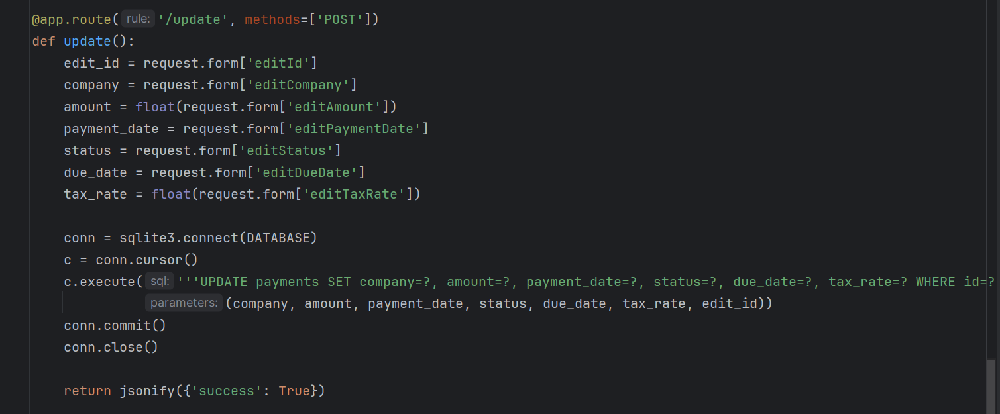 @app.route( rule: '/update', methods=['POST'])
def update():
    edit_id = request.form['editId']
    company = request.form['editCompany']
    amount = float(request.form['editAmount'])
    payment_date = request.form['editPaymentDate']
    status = request.form['editStatus']
    due_date = request.form['editDueDate']
    tax_rate = float(request.form['editTaxRate'])

    conn = sqlite3.connect(DATABASE)
    c = conn.cursor()
    c.execute( sql: '''UPDATE payments SET company=?, amount=?, payment_date=?, status=?, due_date=?, tax_rate=? WHERE id=?
              parameters: (company, amount, payment_date, status, due_date, tax_rate, edit_id))
    conn.commit()
    conn.close()

    return jsonify({'success': True})